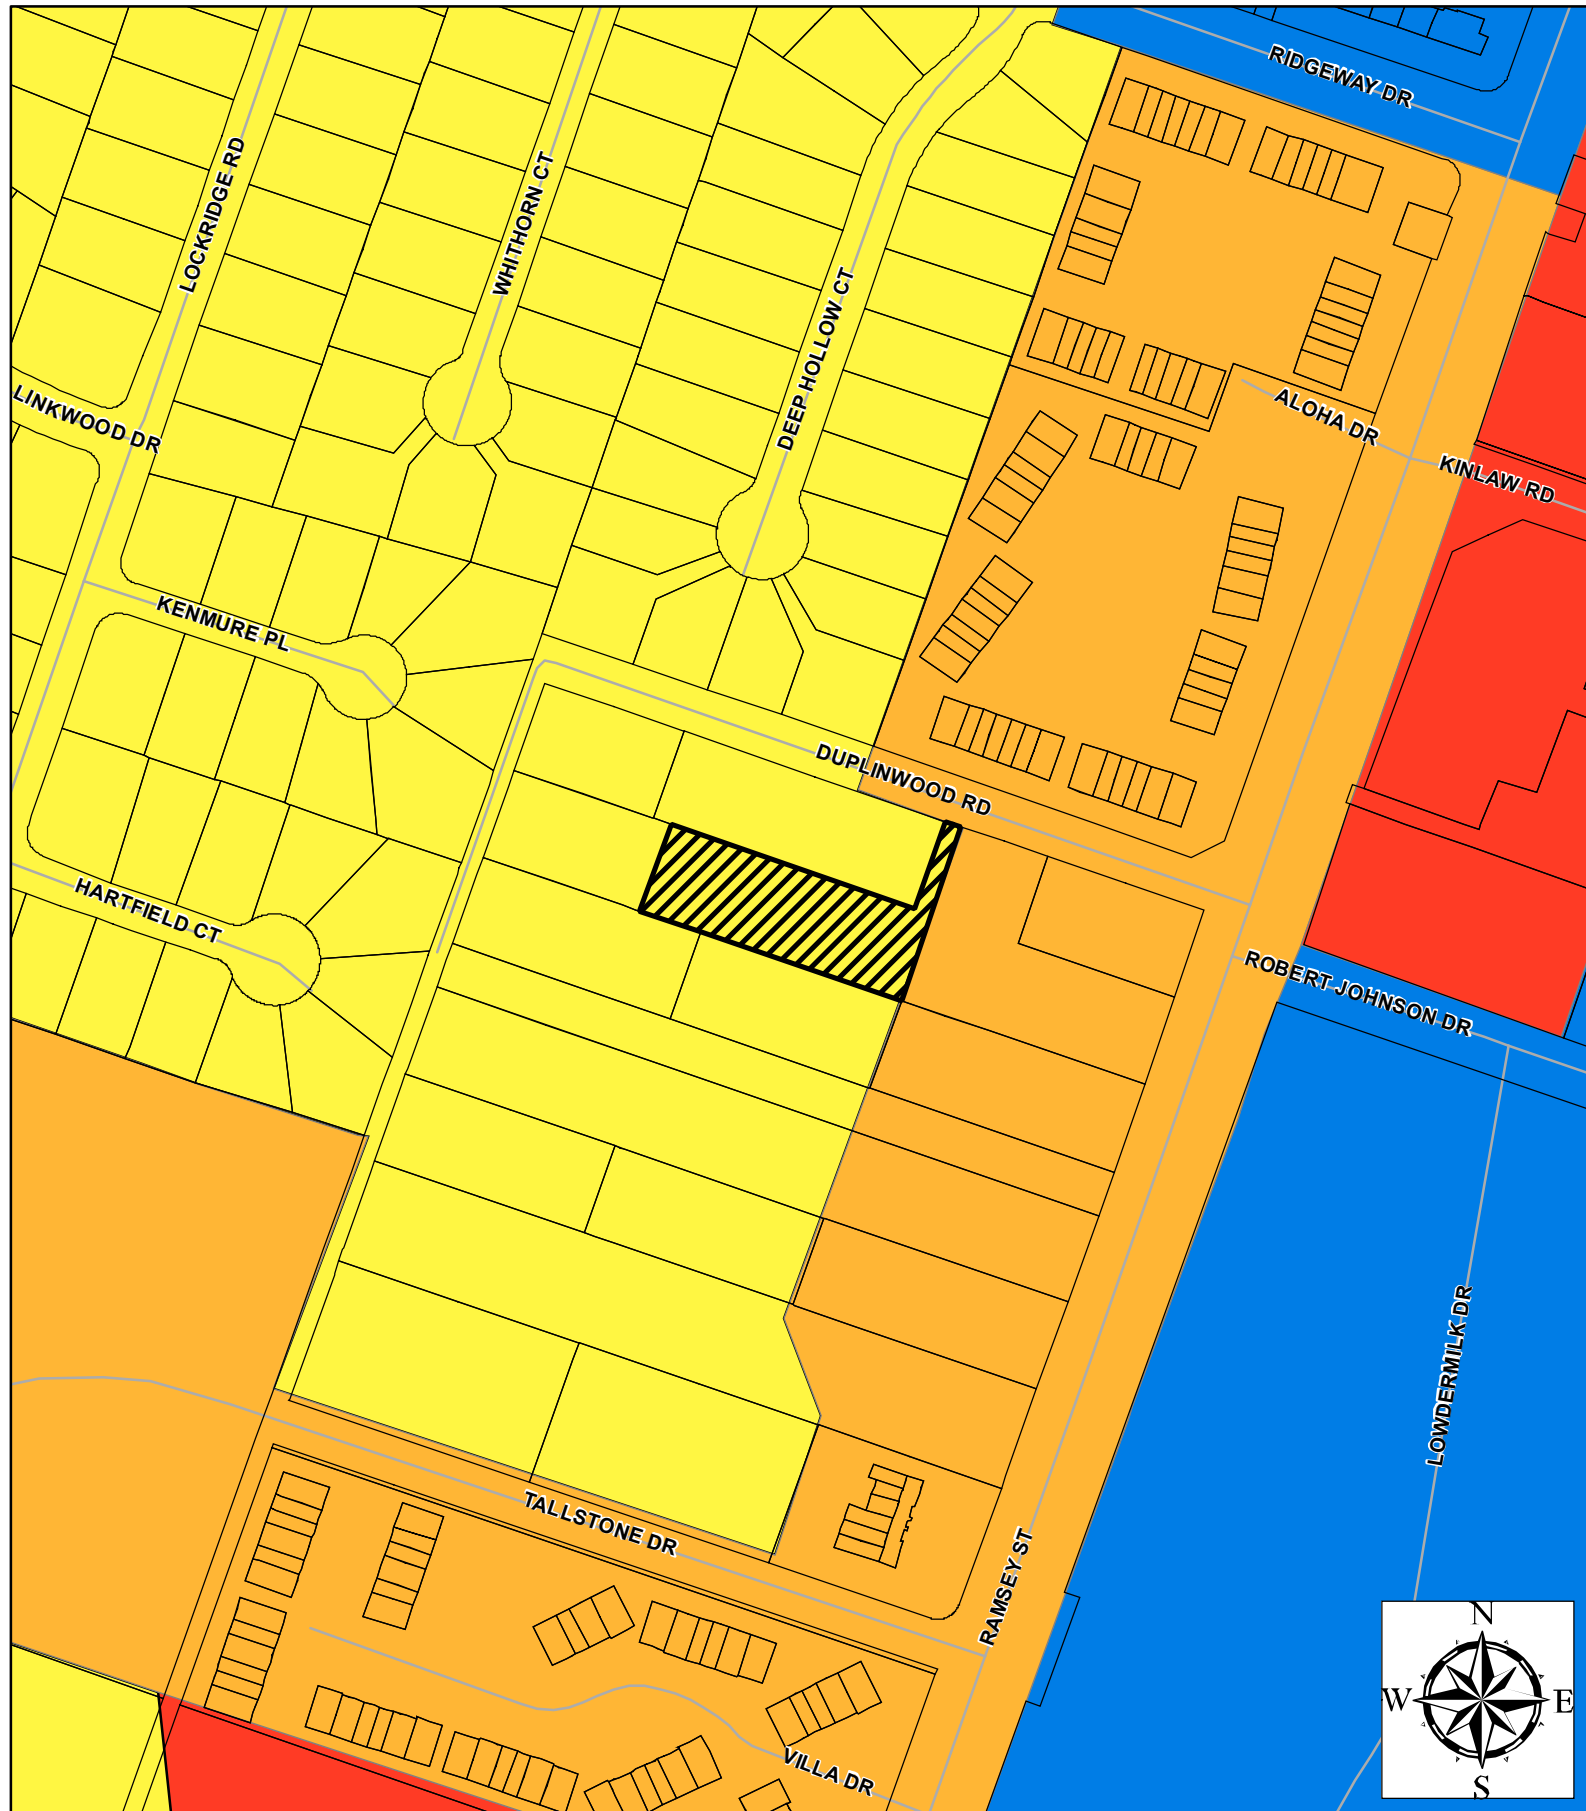 RIDGEWAY DR
LOCKRIDGE RD
WHITHORN CT
DEEP HOLLOW CT
LINKWOOD DR
ALOHA DR
KINLAW RD
KENMURE PL
DUPLINWOOD RD
HARTFIELD CT
ROBERT JOHNSON DR
LOWDERMILK DR
TALLSTONE DR
RAMSEY ST
VILLA DR
N
W E
S